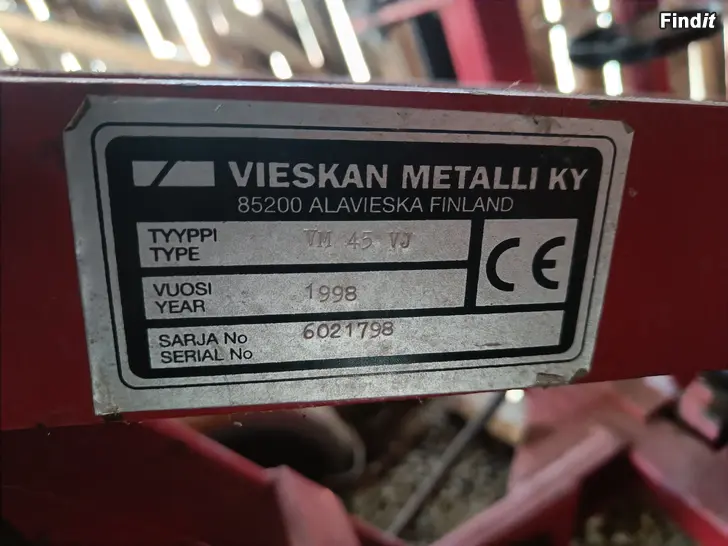 Findit
VIESKAN METALLI KY
85200 ALAVIESKA FINLAND
TYYPPI
TYPE
VM 45 VJ
CE
VUOSI
YEAR
1998
SARJA No
SERIAL No
6021798